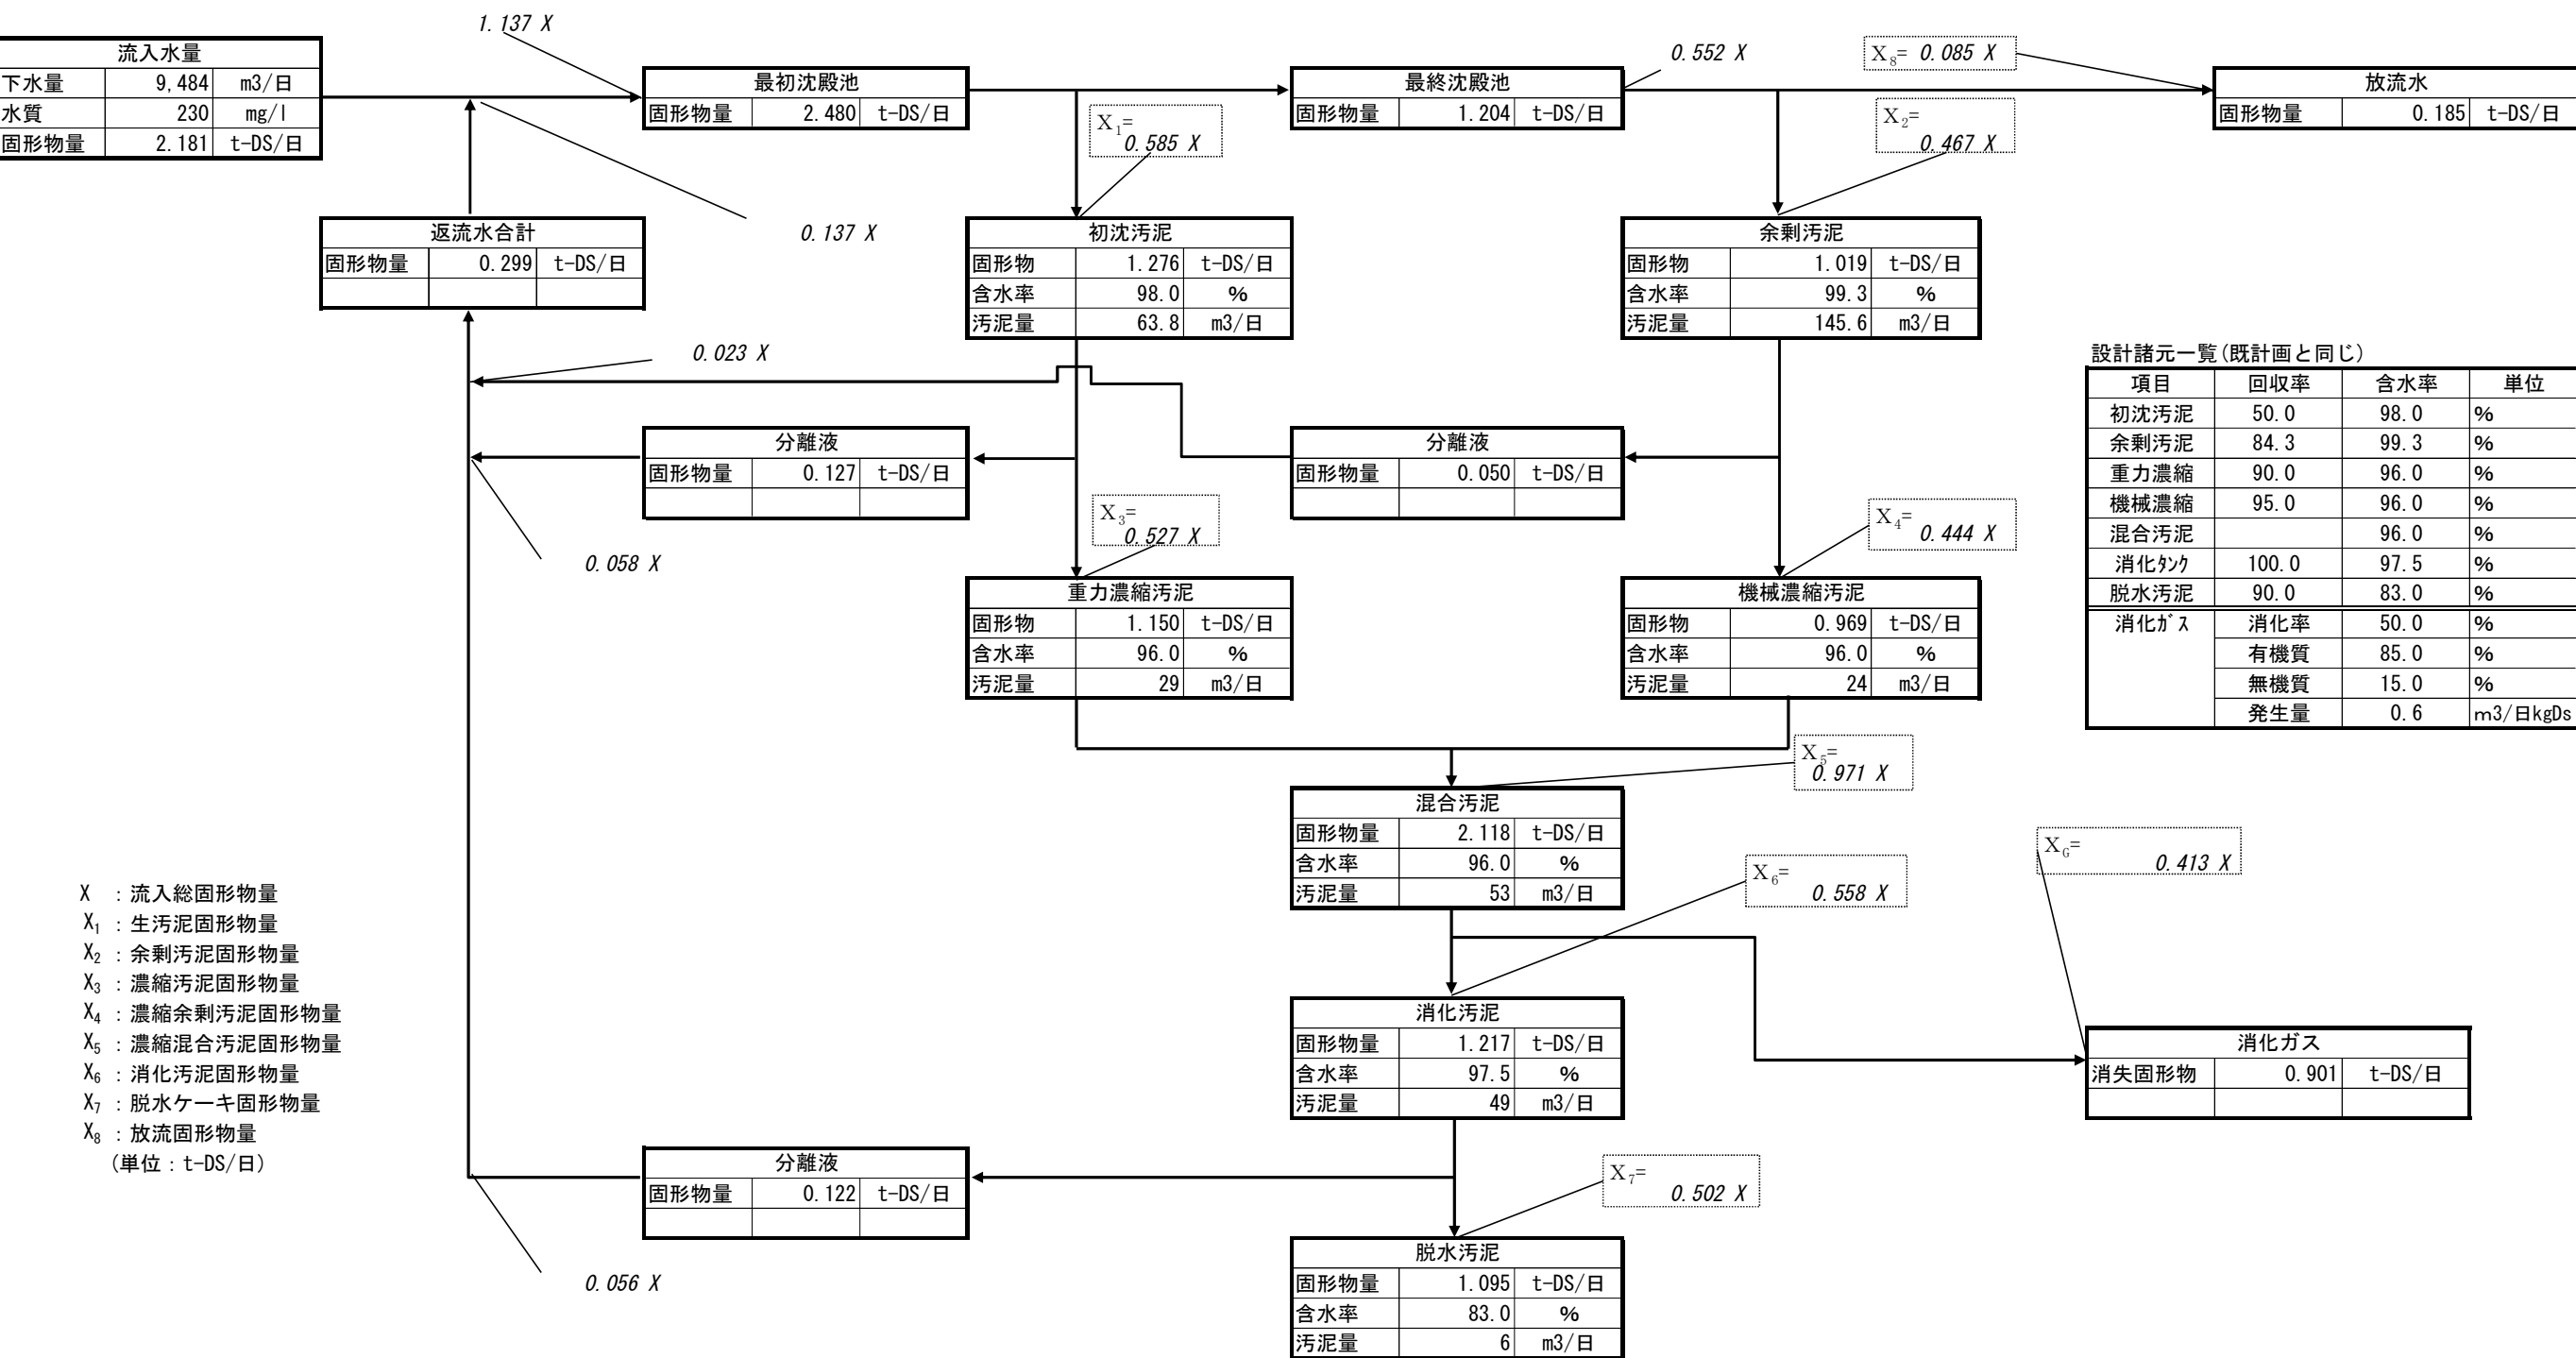 1.137 X
流入水量
下水量 9,484 m3/日
水質 230 mg/l
固形物量 2.181 t-DS/日
最初沈殿池
固形物量 2.480 t-DS/日
最終沈殿池
固形物量 1.204 t-DS/日
0.552 X
X₈= 0.085 X
放流水
固形物量 0.185 t-DS/日
X₁=
0.585 X
X₂=
0.467 X
0.137 X
返流水合計
固形物量 0.299 t-DS/日
初沈汚泥
固形物 1.276 t-DS/日
含水率 98.0 %
汚泥量 63.8 m3/日
余剰汚泥
固形物 1.019 t-DS/日
含水率 99.3 %
汚泥量 145.6 m3/日
0.023 X
分離液
固形物量 0.127 t-DS/日
分離液
固形物量 0.050 t-DS/日
0.058 X
X₃=
0.527 X
X₄=
0.444 X
設計諸元一覧(既計画と同じ)
項目 回収率 含水率 単位
初沈汚泥 50.0 98.0 %
余剰汚泥 84.3 99.3 %
重力濃縮 90.0 96.0 %
機械濃縮 95.0 96.0 %
混合汚泥 96.0 %
消化ﾀﾝｸ 100.0 97.5 %
脱水汚泥 90.0 83.0 %
消化ｶﾞｽ 消化率 50.0 %
有機質 85.0 %
無機質 15.0 %
発生量 0.6 m3/日kgDs
重力濃縮汚泥
固形物 1.150 t-DS/日
含水率 96.0 %
汚泥量 29 m3/日
機械濃縮汚泥
固形物 0.969 t-DS/日
含水率 96.0 %
汚泥量 24 m3/日
X₅=
0.971 X
混合汚泥
固形物量 2.118 t-DS/日
含水率 96.0 %
汚泥量 53 m3/日
X₆=
0.558 X
X_G=
0.413 X
X : 流入総固形物量
X₁ : 生汚泥固形物量
X₂ : 余剰汚泥固形物量
X₃ : 濃縮汚泥固形物量
X₄ : 濃縮余剰汚泥固形物量
X₅ : 濃縮混合汚泥固形物量
X₆ : 消化汚泥固形物量
X₇ : 脱水ケーキ固形物量
X₈ : 放流固形物量
(単位：t-DS/日)
消化汚泥
固形物量 1.217 t-DS/日
含水率 97.5 %
汚泥量 49 m3/日
消化ガス
消失固形物 0.901 t-DS/日
分離液
固形物量 0.122 t-DS/日
X₇=
0.502 X
0.056 X
脱水汚泥
固形物量 1.095 t-DS/日
含水率 83.0 %
汚泥量 6 m3/日